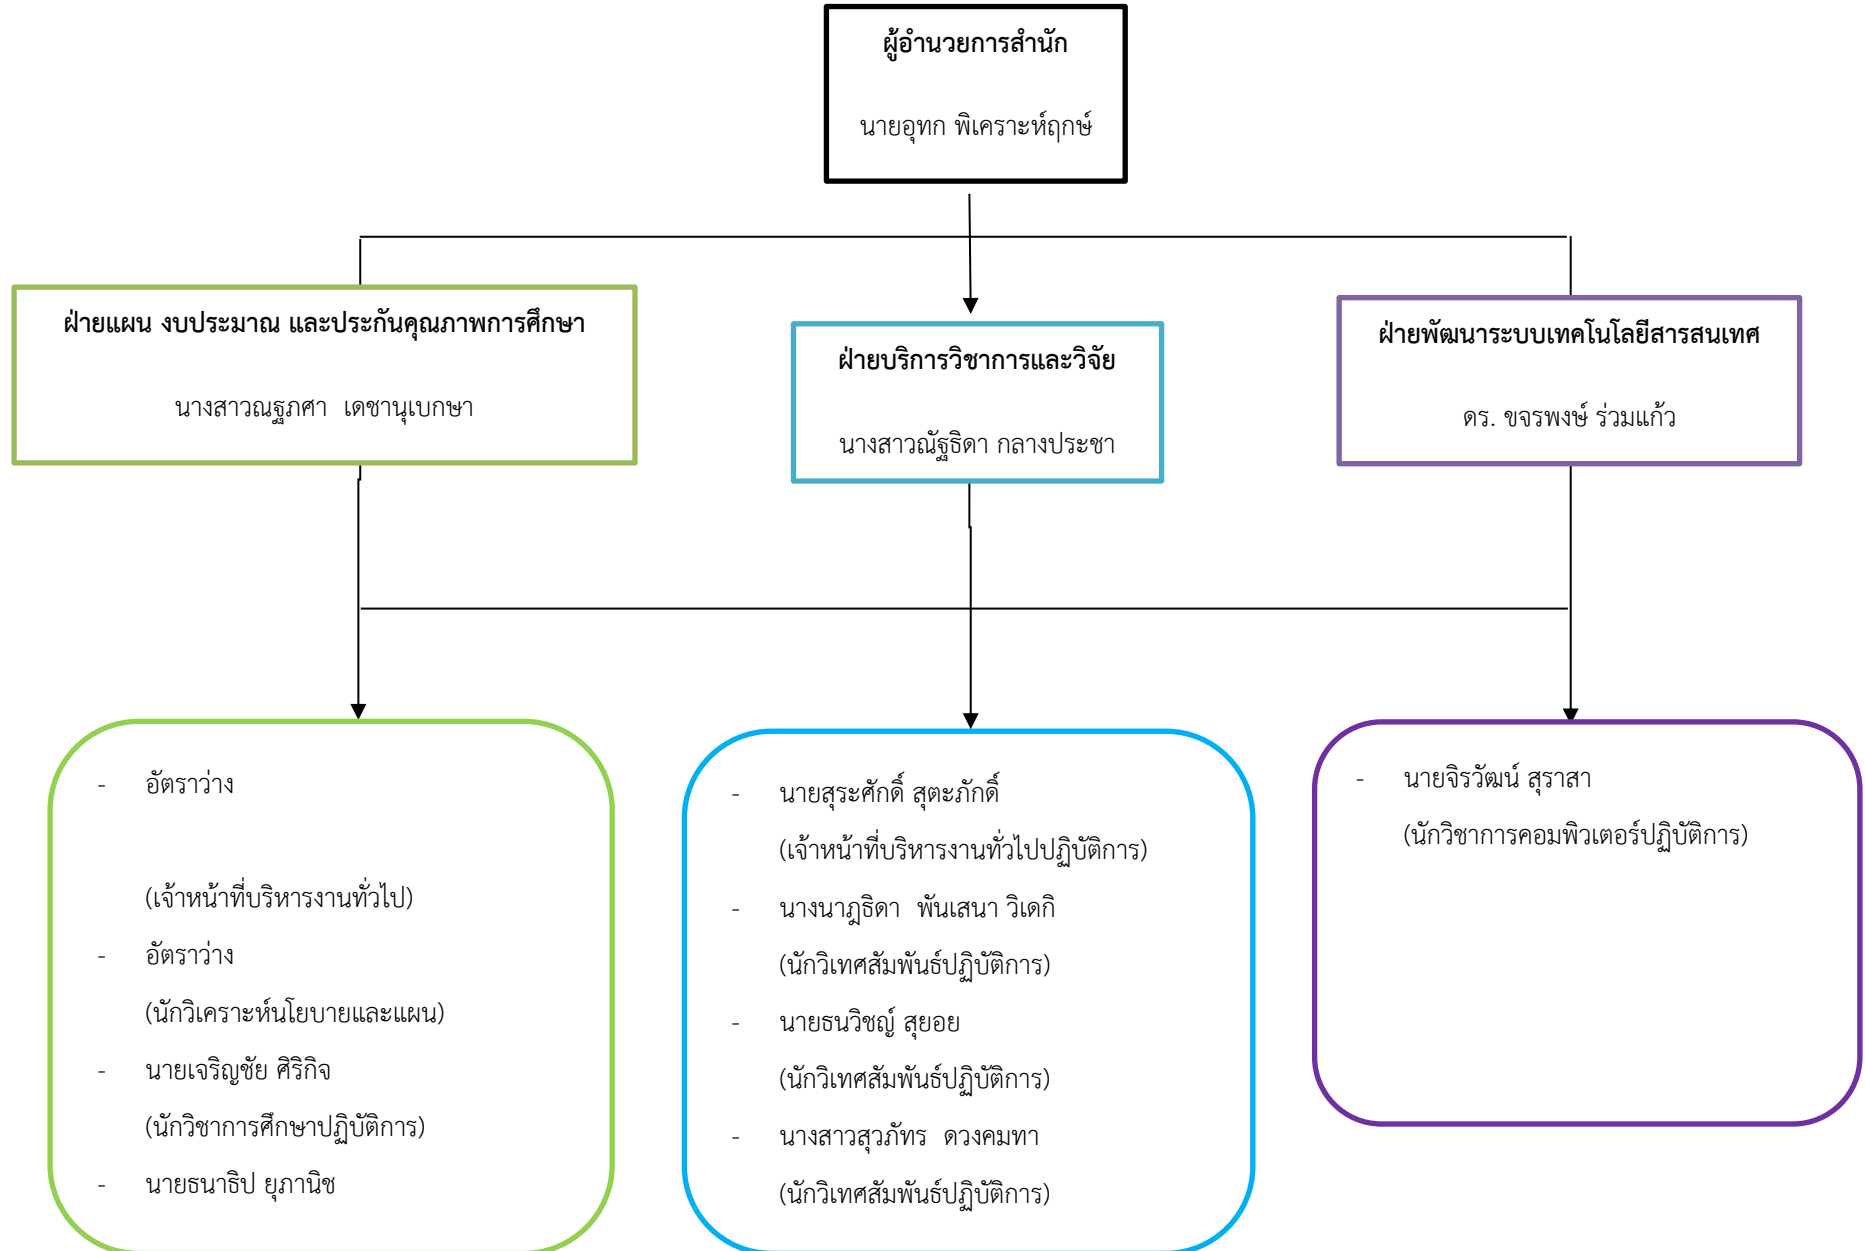 ผู้อำนวยการสำนัก
นายอุทก พิเคราะห์ฤกษ์
ฝ่ายแผน งบประมาณ และประกันคุณภาพการศึกษา
นางสาวณฐภศา เดชานุเบกษา
ฝ่ายบริการวิชาการและวิจัย
นางสาวณัฐธิดา กลางประชา
ฝ่ายพัฒนาระบบเทคโนโลยีสารสนเทศ
ดร. ขจรพงษ์ ร่วมแก้ว
- อัตราว่าง
(เจ้าหน้าที่บริหารงานทั่วไป)
- อัตราว่าง
(นักวิเคราะห์นโยบายและแผน)
- นายเจริญชัย ศิริกิจ
(นักวิชาการศึกษาปฏิบัติการ)
- นายธนาธิป ยุภานิช
- นายสุระศักดิ์ สุตะภักดิ์
(เจ้าหน้าที่บริหารงานทั่วไปปฏิบัติการ)
- นางนาฏธิดา พันเสนา วิเดกิ
(นักวิเทศสัมพันธ์ปฏิบัติการ)
- นายธนวิชญ์ สุยอย
(นักวิเทศสัมพันธ์ปฏิบัติการ)
- นางสาวสุวภัทร ดวงคมทา
(นักวิเทศสัมพันธ์ปฏิบัติการ)
- นายจิรวัฒน์ สุราสา
(นักวิชาการคอมพิวเตอร์ปฏิบัติการ)